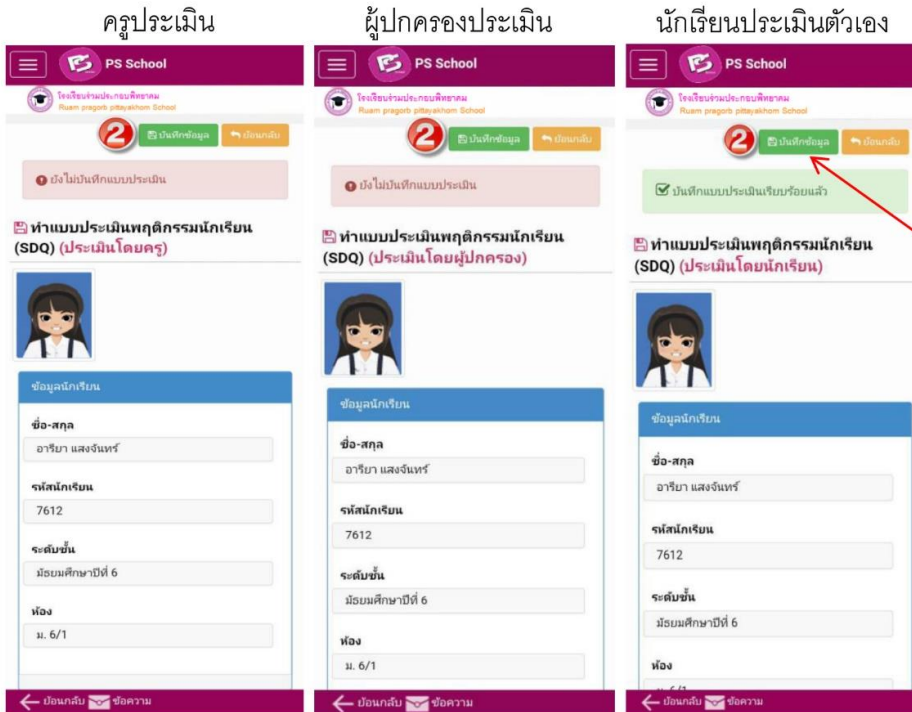 ครูประเมิน
PS School
โรงเรียนร่วมประกอบพิทยาคม
Ruam pragorb pittayakhom School
2
บันทึกข้อมูล
ย้อนกลับ
ยังไม่บันทึกแบบประเมิน
ทำแบบประเมินพฤติกรรมนักเรียน
(SDQ) (ประเมินโดยครู)
ข้อมูลนักเรียน
ชื่อ-สกุล
อารียา แสงจันทร์
รหัสนักเรียน
7612
ระดับชั้น
มัธยมศึกษาปีที่ 6
ห้อง
ม. 6/1
ย้อนกลับ
ข้อความ
ผู้ปกครองประเมิน
PS School
โรงเรียนร่วมประกอบพิทยาคม
Ruam pragorb pittayakhom School
2
บันทึกข้อมูล
ย้อนกลับ
ยังไม่บันทึกแบบประเมิน
ทำแบบประเมินพฤติกรรมนักเรียน
(SDQ) (ประเมินโดยผู้ปกครอง)
ข้อมูลนักเรียน
ชื่อ-สกุล
อารียา แสงจันทร์
รหัสนักเรียน
7612
ระดับชั้น
มัธยมศึกษาปีที่ 6
ห้อง
ม. 6/1
ย้อนกลับ
ข้อความ
นักเรียนประเมินตัวเอง
PS School
โรงเรียนร่วมประกอบพิทยาคม
Ruam pragorb pittayakhom School
2
บันทึกข้อมูล
ย้อนกลับ
บันทึกแบบประเมินเรียบร้อยแล้ว
ทำแบบประเมินพฤติกรรมนักเรียน
(SDQ) (ประเมินโดยนักเรียน)
ข้อมูลนักเรียน
ชื่อ-สกุล
อารียา แสงจันทร์
รหัสนักเรียน
7612
ระดับชั้น
มัธยมศึกษาปีที่ 6
ห้อง
ย้อนกลับ
ข้อความ